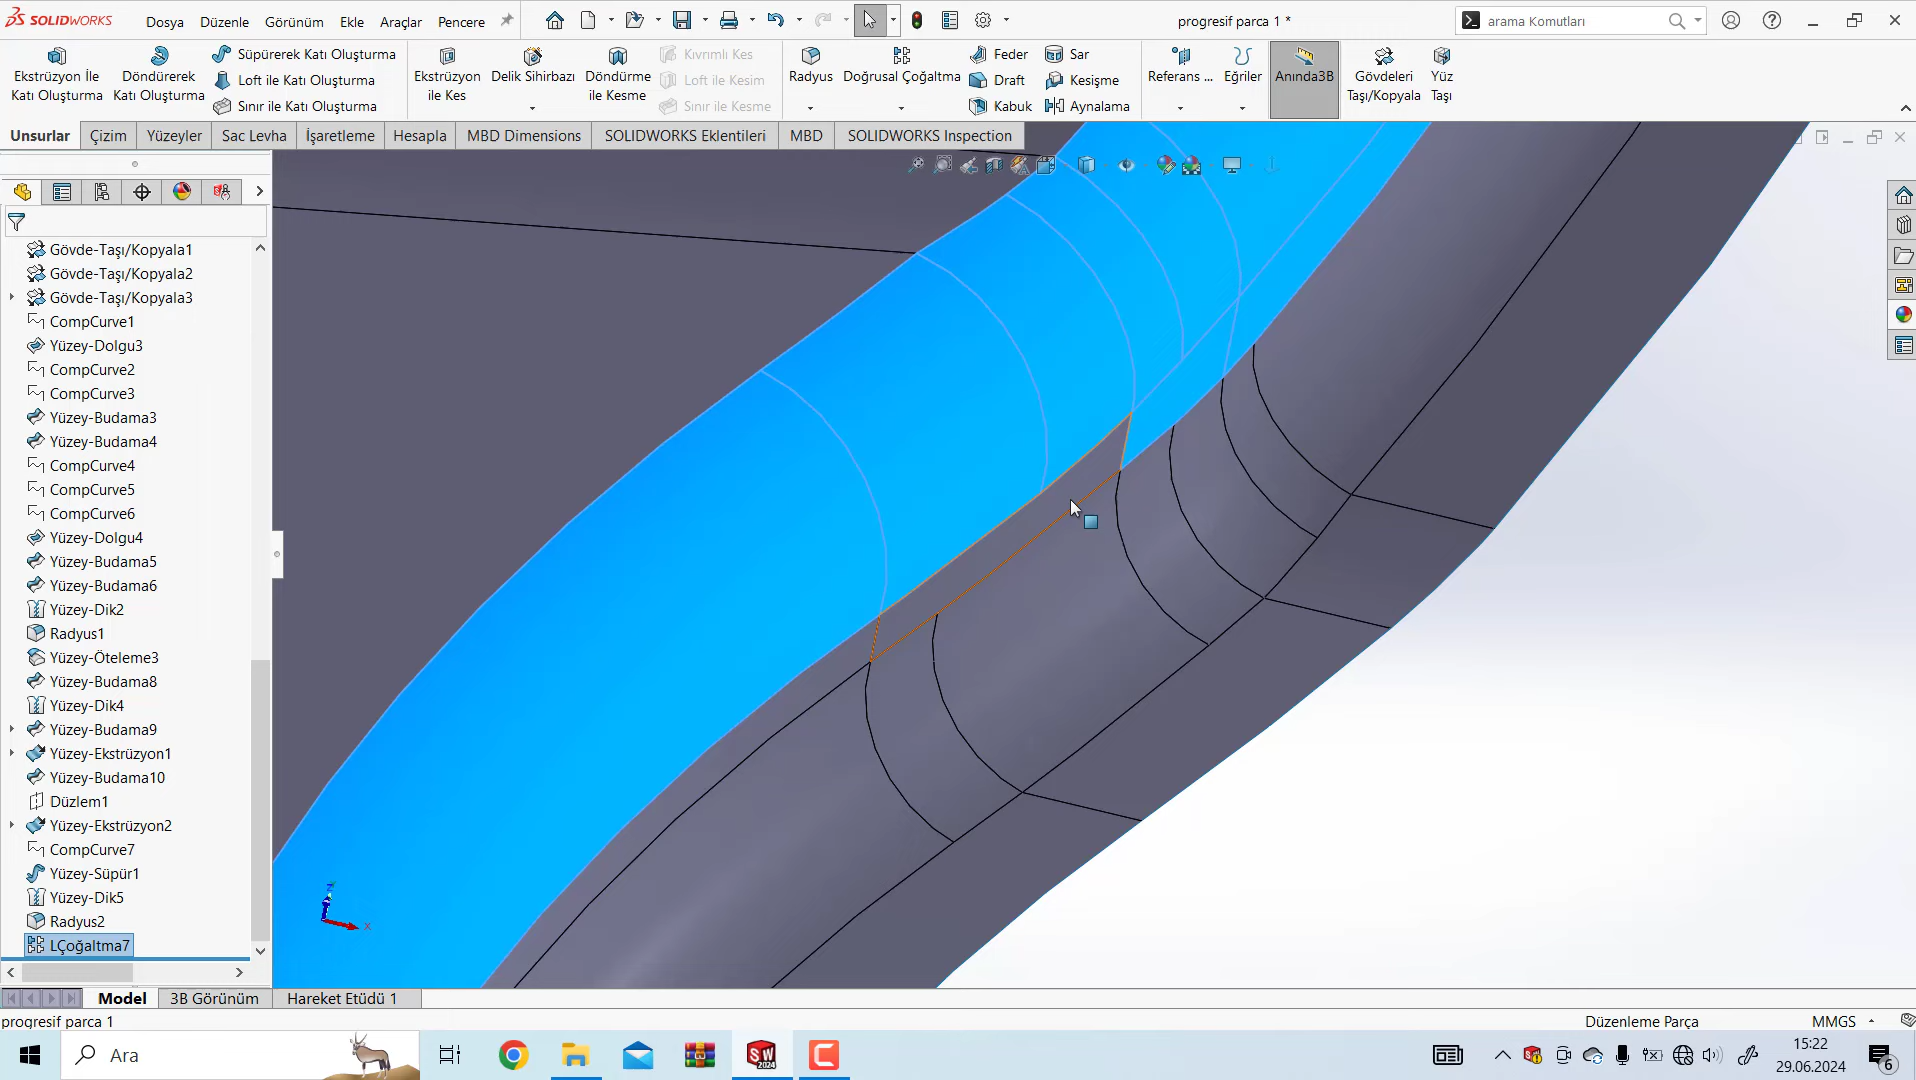 SOLIDWORKS
Dosya Düzenle Görünüm Ekle Araçlar Pencere
progresif parca 1 *
arama Komutları
Ekstrüzyon İle Katı Oluşturma
Döndürerek Katı Oluşturma
Süpürerek Katı Oluşturma
Loft ile Katı Oluşturma
Sınır ile Katı Oluşturma
Ekstrüzyon ile Kes
Delik Sihirbazı
Döndürme ile Kesme
Kıvrımlı Kes
Loft ile Kesim
Sınır ile Kesme
Radyus
Doğrusal Çoğaltma
Feder
Draft
Kabuk
Sar
Kesişme
Aynalama
Referans ...
Eğriler
Anında3B
Gövdeleri Taşı/Kopyala
Yüz Taşı
Unsurlar Çizim Yüzeyler Sac Levha İşaretleme Hesapla MBD Dimensions SOLIDWORKS Eklentileri MBD SOLIDWORKS Inspection
Gövde-Taşı/Kopyala1
Gövde-Taşı/Kopyala2
Gövde-Taşı/Kopyala3
CompCurve1
Yüzey-Dolgu3
CompCurve2
CompCurve3
Yüzey-Budama3
Yüzey-Budama4
CompCurve4
CompCurve5
CompCurve6
Yüzey-Dolgu4
Yüzey-Budama5
Yüzey-Budama6
Yüzey-Dik2
Radyus1
Yüzey-Öteleme3
Yüzey-Budama8
Yüzey-Dik4
Yüzey-Budama9
Yüzey-Ekstrüzyon1
Yüzey-Budama10
Düzlem1
Yüzey-Ekstrüzyon2
CompCurve7
Yüzey-Süpür1
Yüzey-Dik5
Radyus2
LÇoğaltma7
Z
X
Model 3B Görünüm Hareket Etüdü 1
progresif parca 1
Düzenleme Parça
MMGS
Ara
SW 2024
15:22
29.06.2024
6